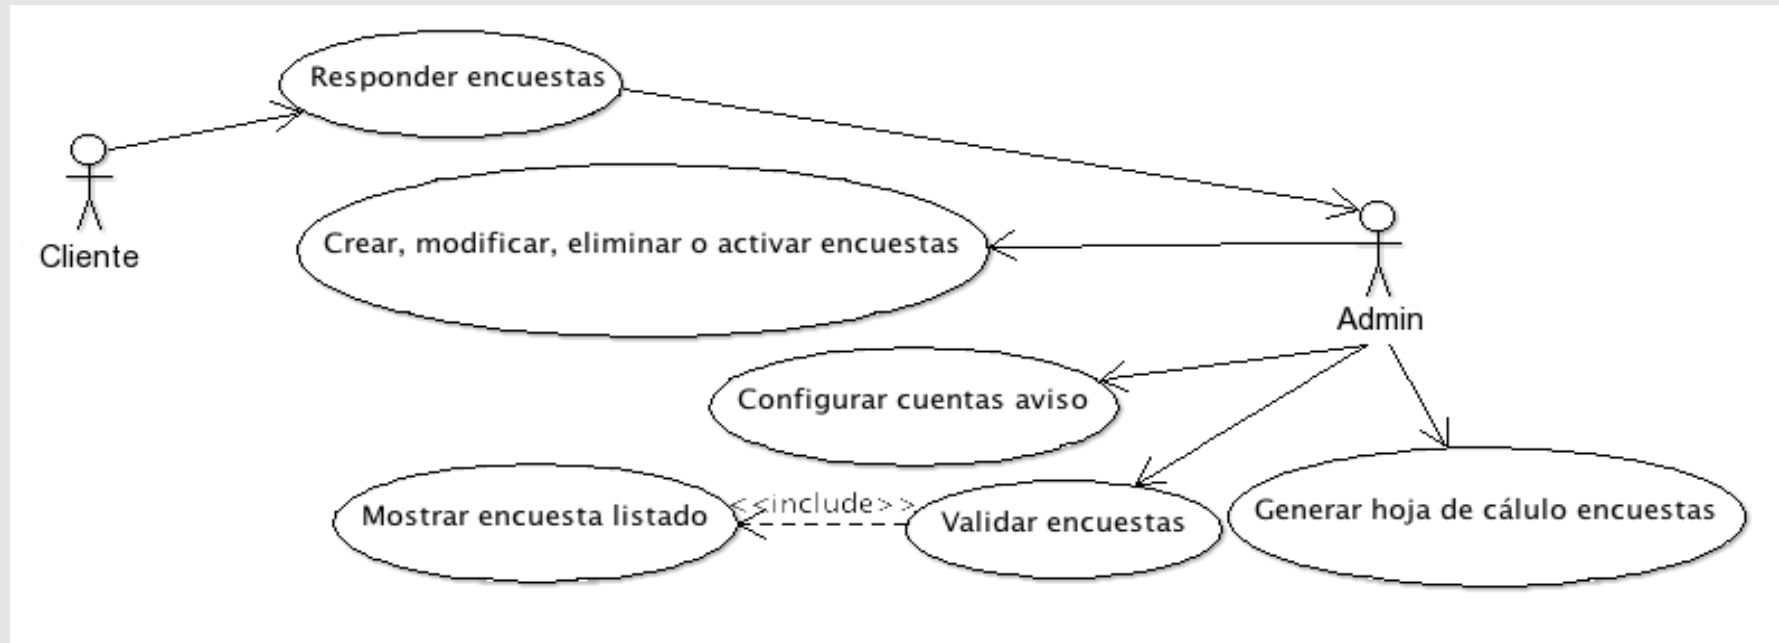 Responder encuestas
Cliente
Crear, modificar, eliminar o activar encuestas
Admin
Configurar cuentas aviso
Mostrar encuesta listado
<<include>>
Validar encuestas
Generar hoja de cálulo encuestas